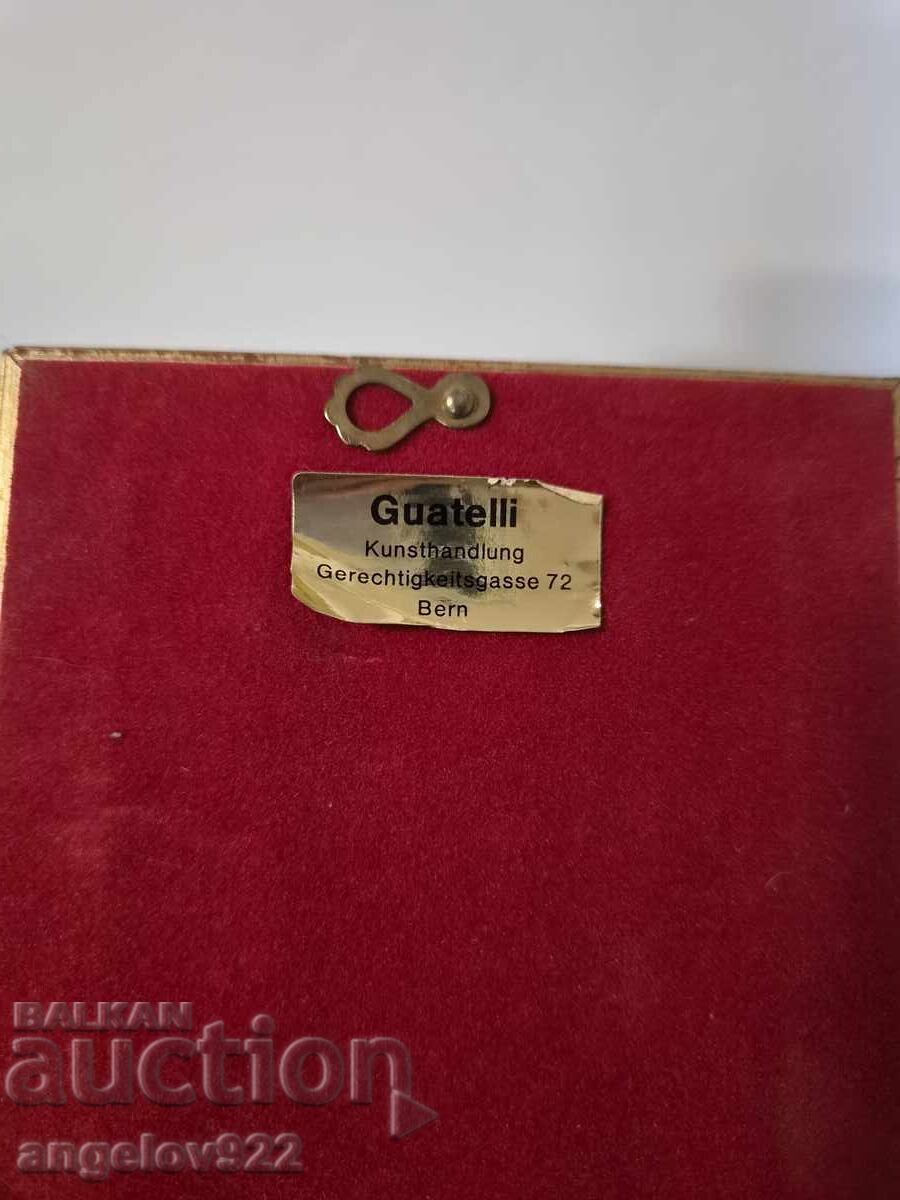 Guatelli
Kunsthandlung
Gerechtigkeitsgasse 72
Bern
BALKAN
auction
angelov922